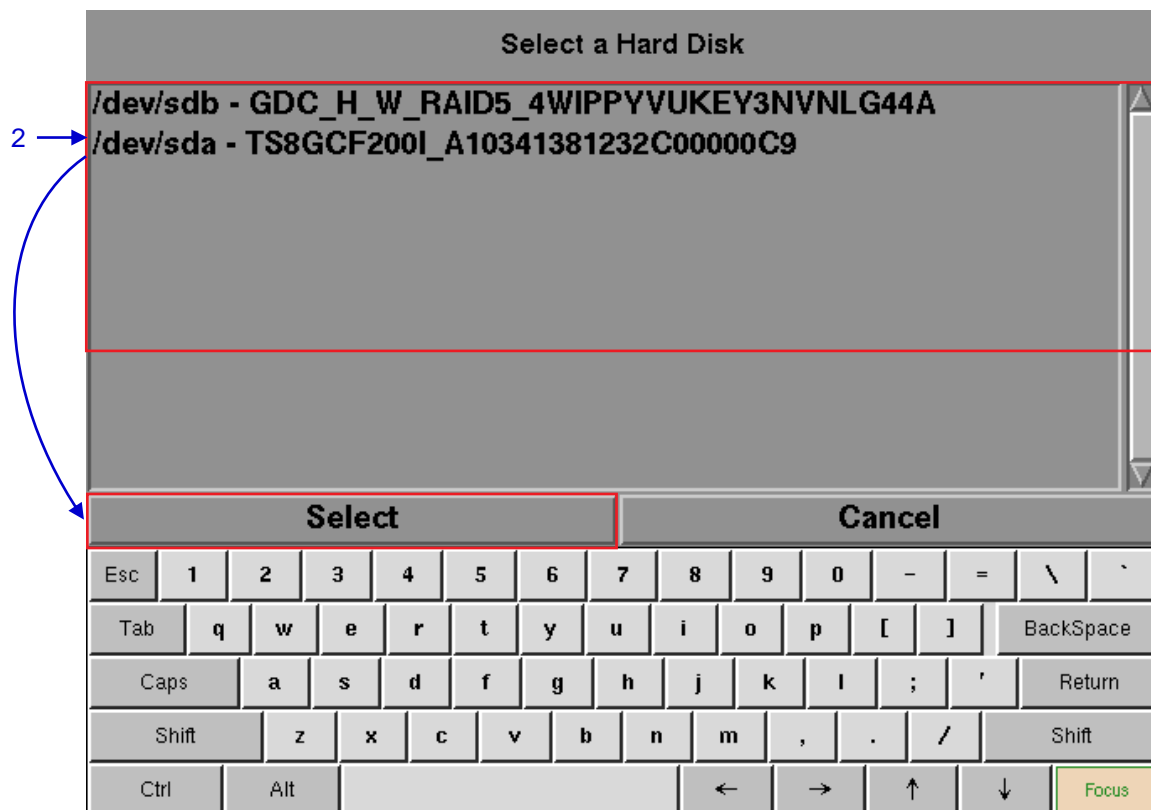 Select a Hard Disk
/dev/sdb - GDC_H_W_RAID5_4WIPPYVUKEY3NVNLG44A
2
/dev/sda - TS8GCF200I_A10341381232C00000C9
Select Cancel
Esc 1 2 3 4 5 6 7 8 9 0 - = \ `
Tab q w e r t y u i o p [ ] BackSpace
Caps a s d f g h j k l ; ' Return
Shift z x c v b n m , . / Shift
Ctrl Alt ← → ↑ ↓ Focus